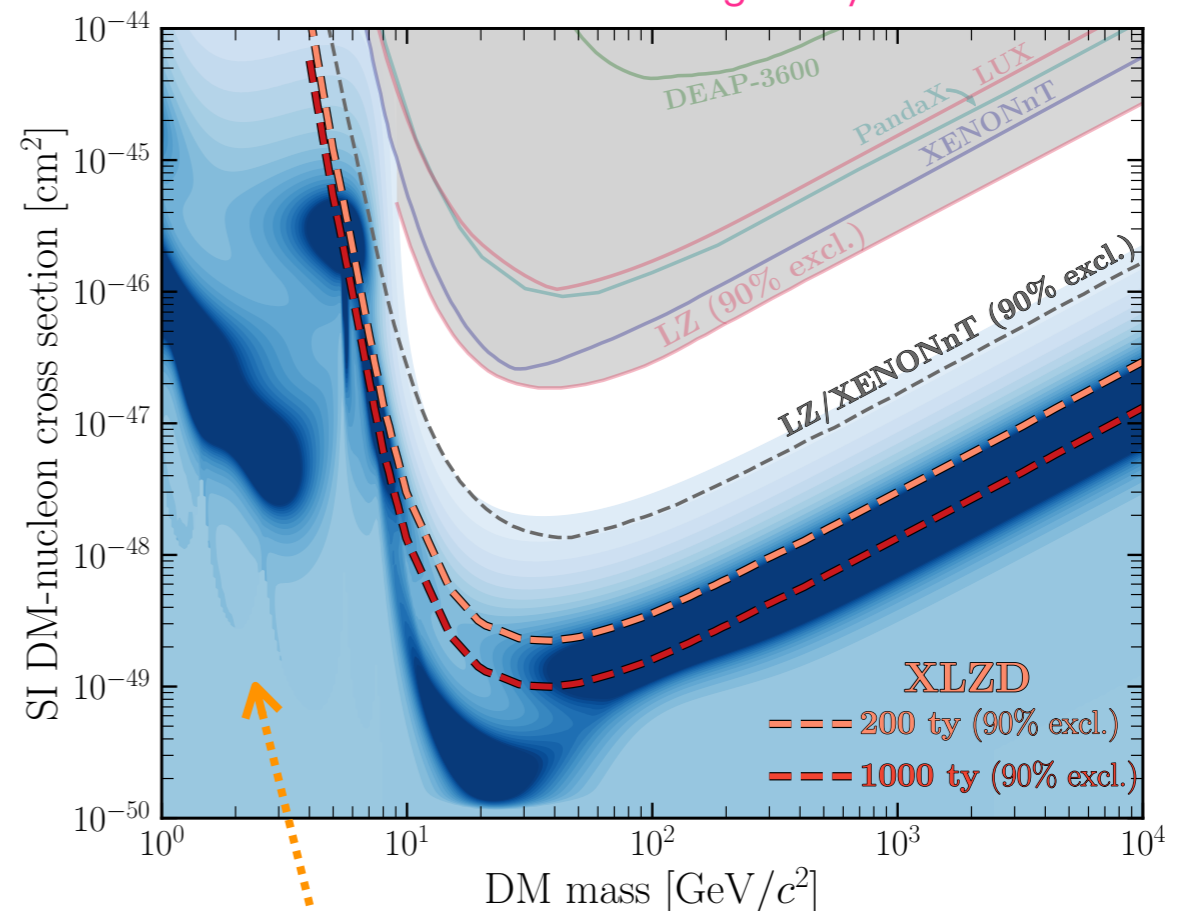 10⁻⁴⁴
10⁻⁴⁵
10⁻⁴⁶
10⁻⁴⁷
10⁻⁴⁸
10⁻⁴⁹
10⁻⁵⁰
SI DM-nucleon cross section [cm²]
DEAP-3600
LUX
PandaX
XENONnT
LZ (90% excl.)
LZ/XENONnT (90% excl.)
XLZD
200 ty (90% excl.)
1000 ty (90% excl.)
10⁰ 10¹ 10² 10³ 10⁴
DM mass [GeV/c²]